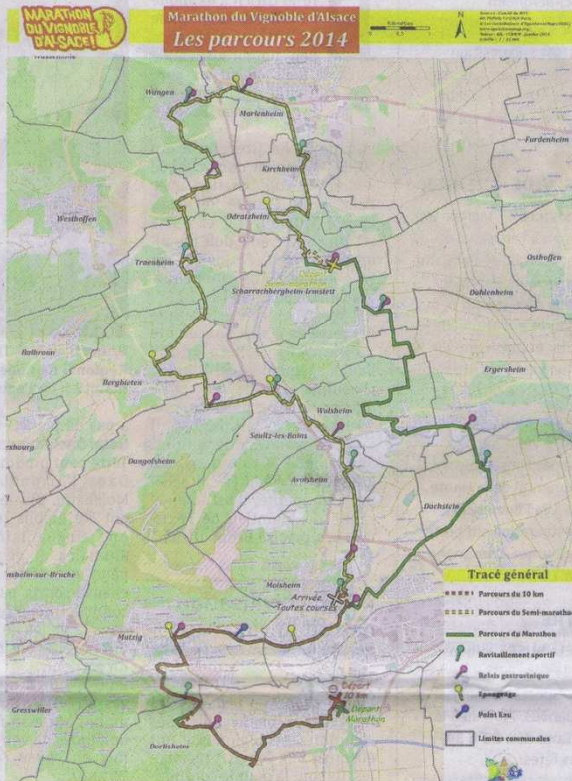 MARATHON
DU VIGNOBLE
D'ALSACE!
Marathon du Vignoble d'Alsace
Les parcours 2014
N
Wangen
Marlenheim
Furdenheim
Kirchheim
Westhoffen
Odratzheim
Traenheim
Osthoffen
Scharrachbergheim-Irmstett
Dahlenheim
Balbronn
Bergbieten
Ergersheim
Wolxheim
Soultz-les-Bains
Dangolsheim
Avolsheim
Dachstein
Molsheim
Arrivée
Toutes courses
Mutzig
Gresswiller
Départ
10 km
Départ
Marathon
Dorlisheim
Tracé général
Parcours du 10 km
Parcours du Semi-marathon
Parcours du Marathon
Ravitaillement sportif
Relais gastrovinique
Epongeage
Point Eau
Limites communales